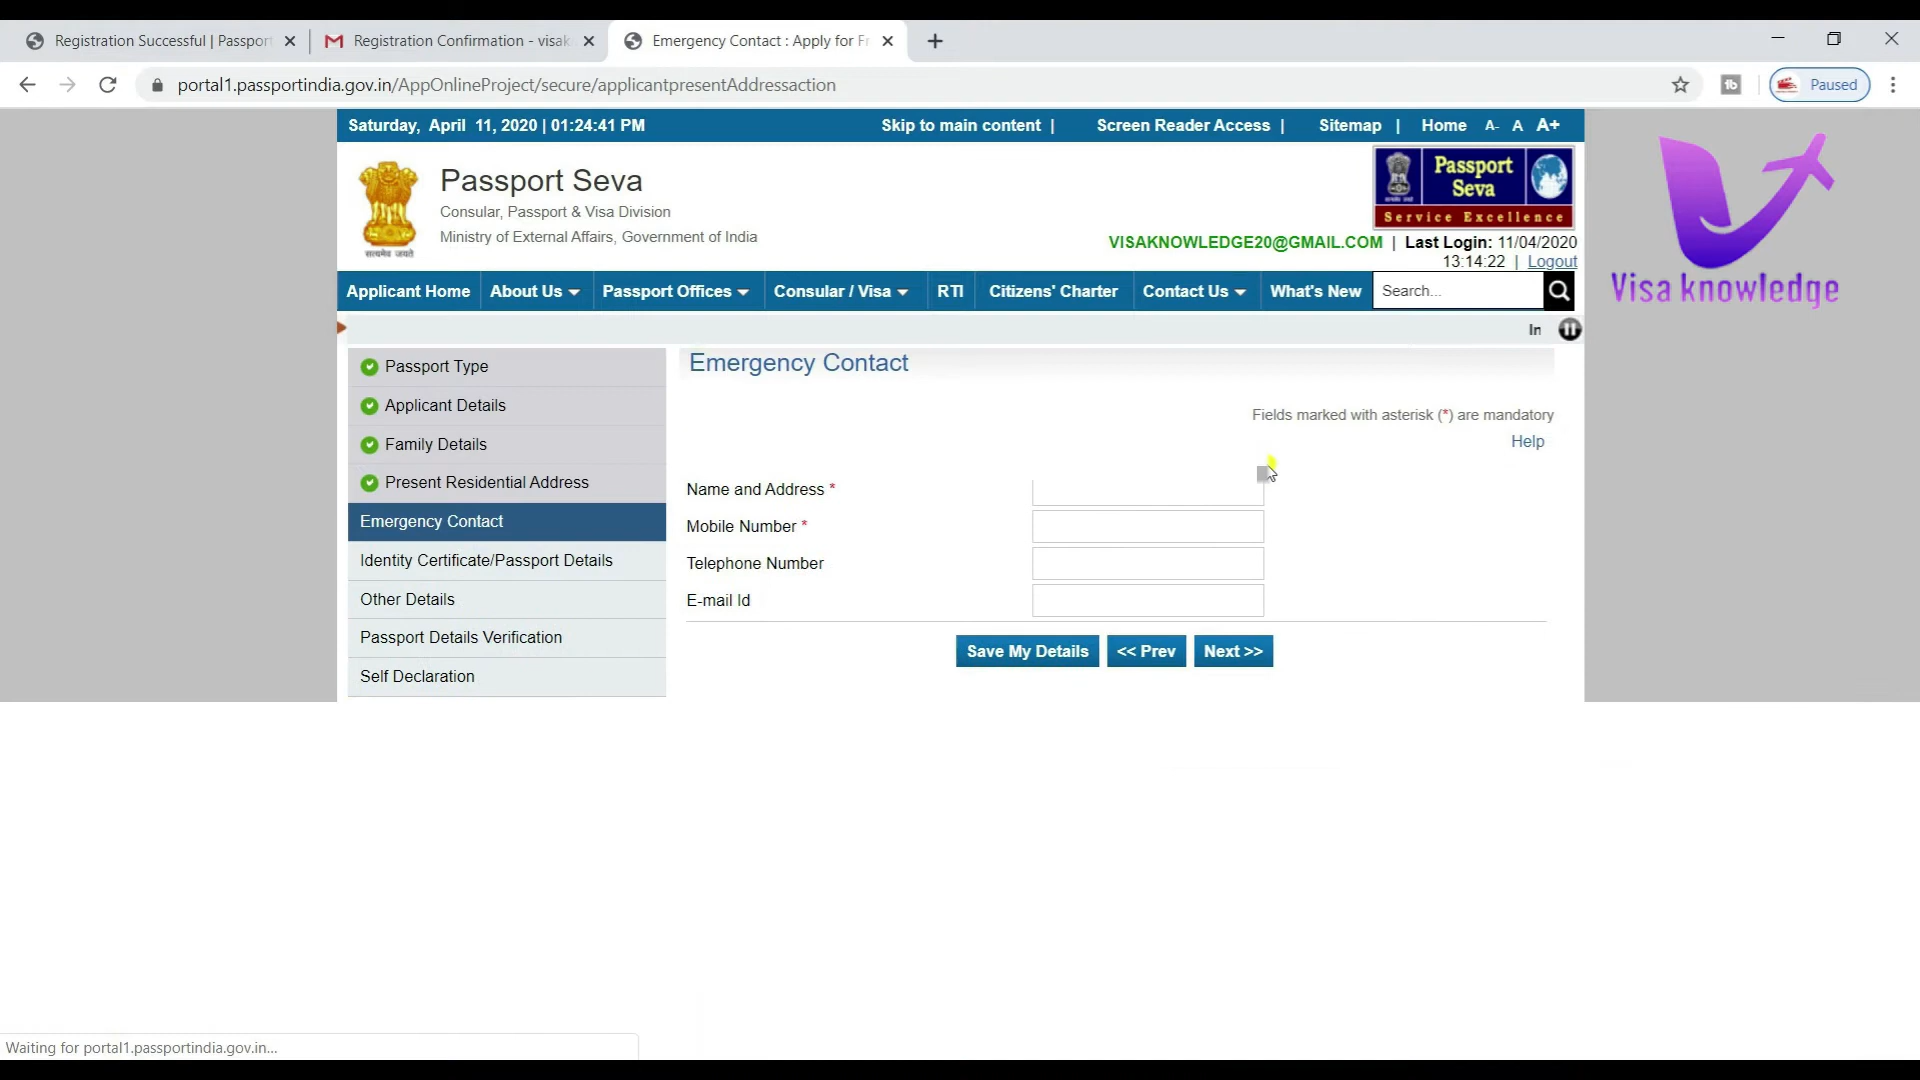 Registration Successful | Passpor
Registration Confirmation - visak
Emergency Contact : Apply for Fr
portal1.passportindia.gov.in/AppOnlineProject/secure/applicantpresentAddressaction
Paused
Saturday, April 11, 2020 | 01:24:41 PM
Skip to main content | Screen Reader Access | Sitemap | Home A- A A+
Passport Seva
Consular, Passport & Visa Division
Ministry of External Affairs, Government of India
सत्यमेव जयते
Passport
Seva
Service Excellence
VISAKNOWLEDGE20@GMAIL.COM | Last Login: 11/04/2020
13:14:22 | Logout
Visa knowledge
Applicant Home About Us Passport Offices Consular / Visa RTI Citizens' Charter Contact Us What's New Search...
In
Passport Type
Applicant Details
Family Details
Present Residential Address
Emergency Contact
Identity Certificate/Passport Details
Other Details
Passport Details Verification
Self Declaration
Emergency Contact
Fields marked with asterisk (*) are mandatory
Help
Name and Address *
Mobile Number *
Telephone Number
E-mail Id
Save My Details << Prev Next >>
Waiting for portal1.passportindia.gov.in...